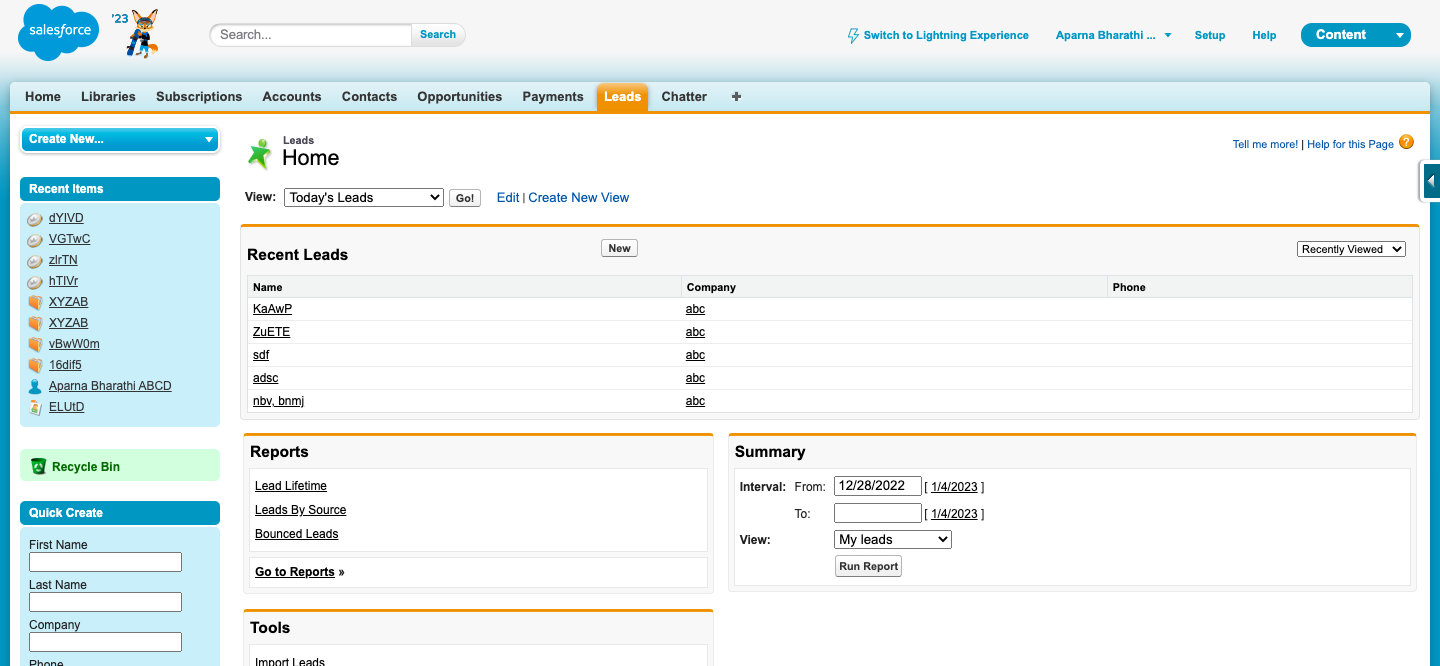 salesforce
'23
Search...
Search
Switch to Lightning Experience
Aparna Bharathi ...
Setup
Help
Content
Home
Libraries
Subscriptions
Accounts
Contacts
Opportunities
Payments
Leads
Chatter
+
Create New...
Recent Items
dYIVD
VGTwC
zlrTN
hTIVr
XYZAB
XYZAB
vBwW0m
16dif5
Aparna Bharathi ABCD
ELUtD
Recycle Bin
Quick Create
First Name
Last Name
Company
Phone
Leads
Home
Tell me more! | Help for this Page ?
View: Today's Leads Go! Edit | Create New View
Recent Leads
New
Recently Viewed
Name Company Phone
KaAwP abc
ZuETE abc
sdf abc
adsc abc
nbv, bnmj abc
Reports
Lead Lifetime
Leads By Source
Bounced Leads
Go to Reports »
Summary
Interval: From: 12/28/2022 [ 1/4/2023 ]
To: [ 1/4/2023 ]
View: My leads
Run Report
Tools
Import Leads